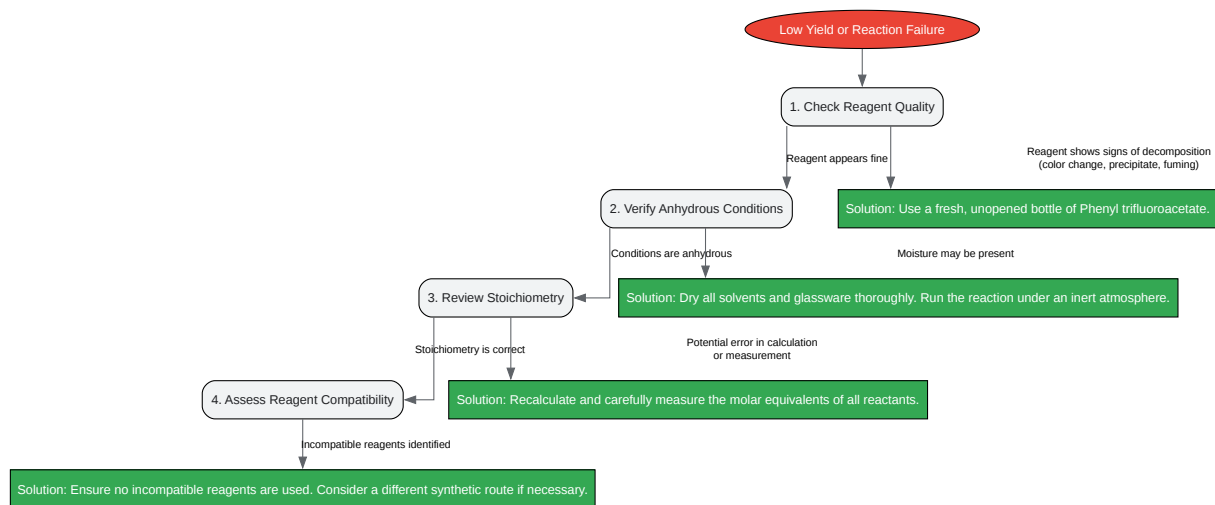 Low Yield or Reaction Failure
1. Check Reagent Quality
Reagent appears fine
Reagent shows signs of decomposition
(color change, precipitate, fuming)
2. Verify Anhydrous Conditions
Solution: Use a fresh, unopened bottle of Phenyl trifluoroacetate.
Conditions are anhydrous
Moisture may be present
3. Review Stoichiometry
Solution: Dry all solvents and glassware thoroughly. Run the reaction under an inert atmosphere.
Stoichiometry is correct
Potential error in calculation
or measurement
4. Assess Reagent Compatibility
Solution: Recalculate and carefully measure the molar equivalents of all reactants.
Incompatible reagents identified
Solution: Ensure no incompatible reagents are used. Consider a different synthetic route if necessary.